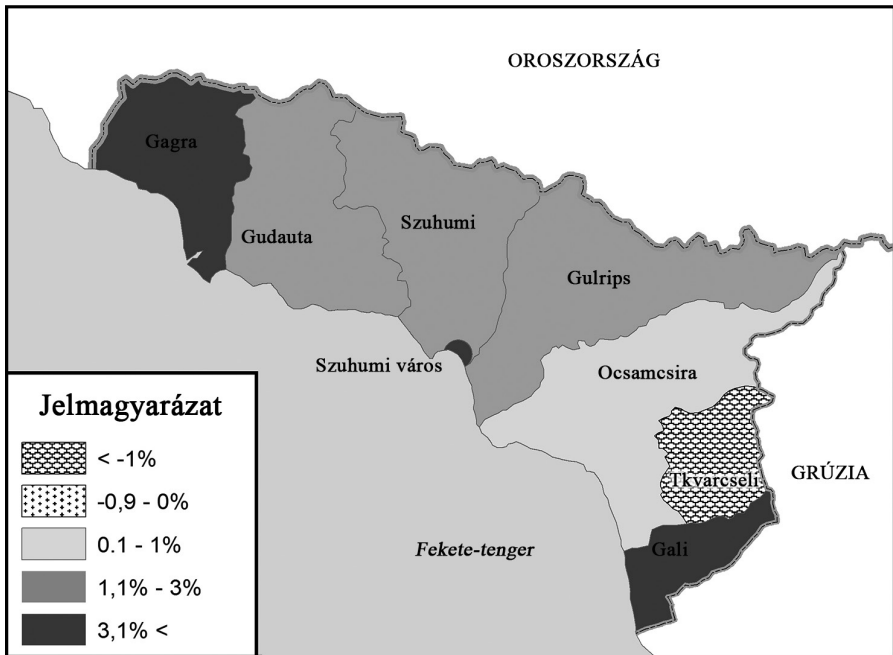 OROSZORSZÁG
Gagra
Szuhumi
Gudauta
Gulrips
Szuhumi város
Ocsamcsira
Tkvarcseli
GRÚZIA
Gali
Fekete-tenger
Jelmagyarázat
< -1%
-0,9 - 0%
0.1 - 1%
1,1% - 3%
3,1% <